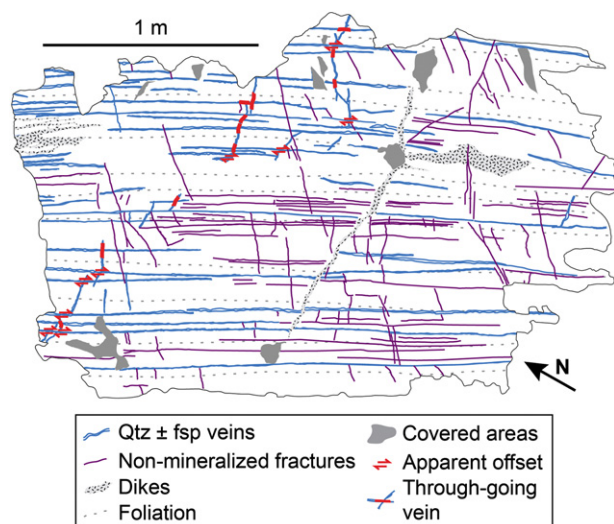 1 m
N
Qtz ± fsp veins
Non-mineralized fractures
Dikes
Foliation
Covered areas
Apparent offset
Through-going
vein